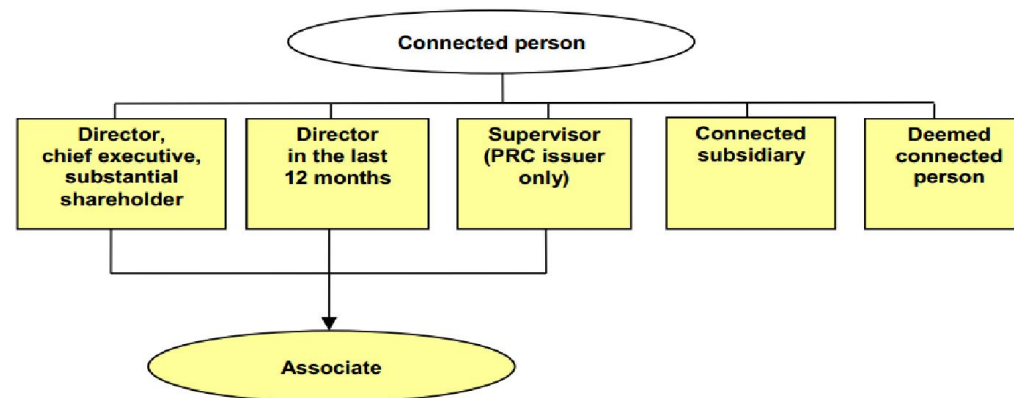 Connected person
Director,
chief executive,
substantial
shareholder
Director
in the last
12 months
Supervisor
(PRC issuer
only)
Connected
subsidiary
Deemed
connected
person
Associate